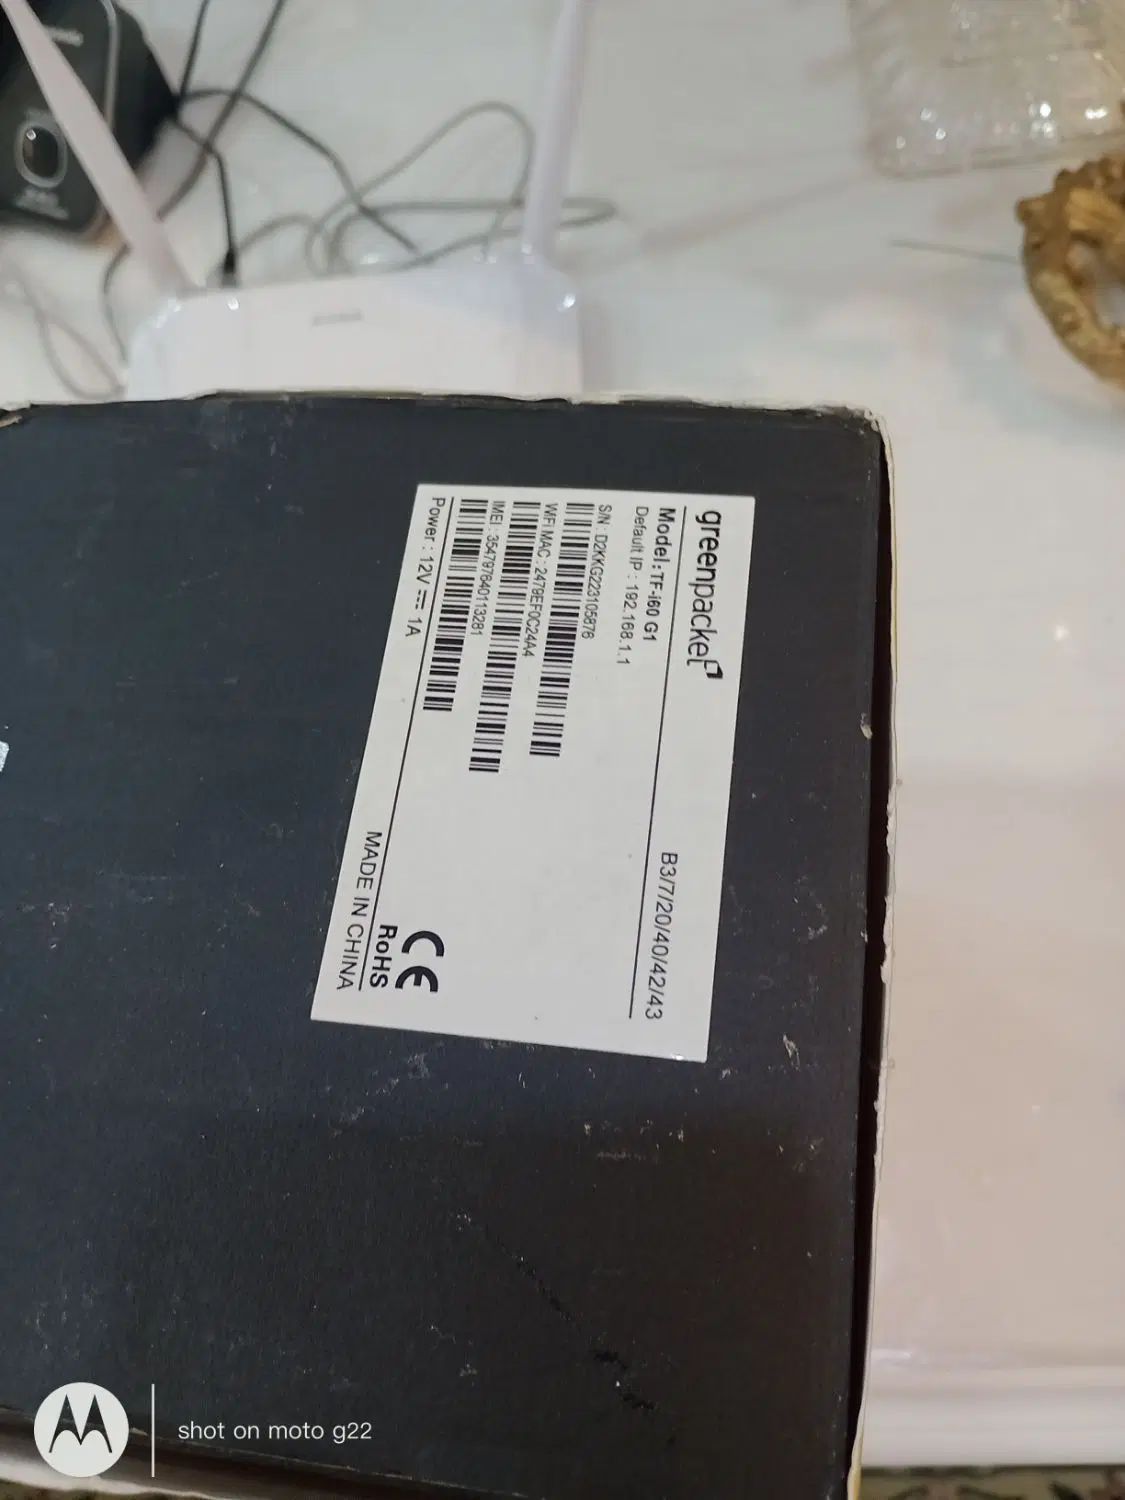 greenpacket
Model : TF-i60 G1
B3/7/20/40/42/43
Default IP : 192.168.1.1
S/N : D2KKG223105876
WiFi MAC : 2479EF0C24A4
IMEI : 354797640113281
Power : 12V ⎓ 1A
CE
RoHS
MADE IN CHINA
shot on moto g22